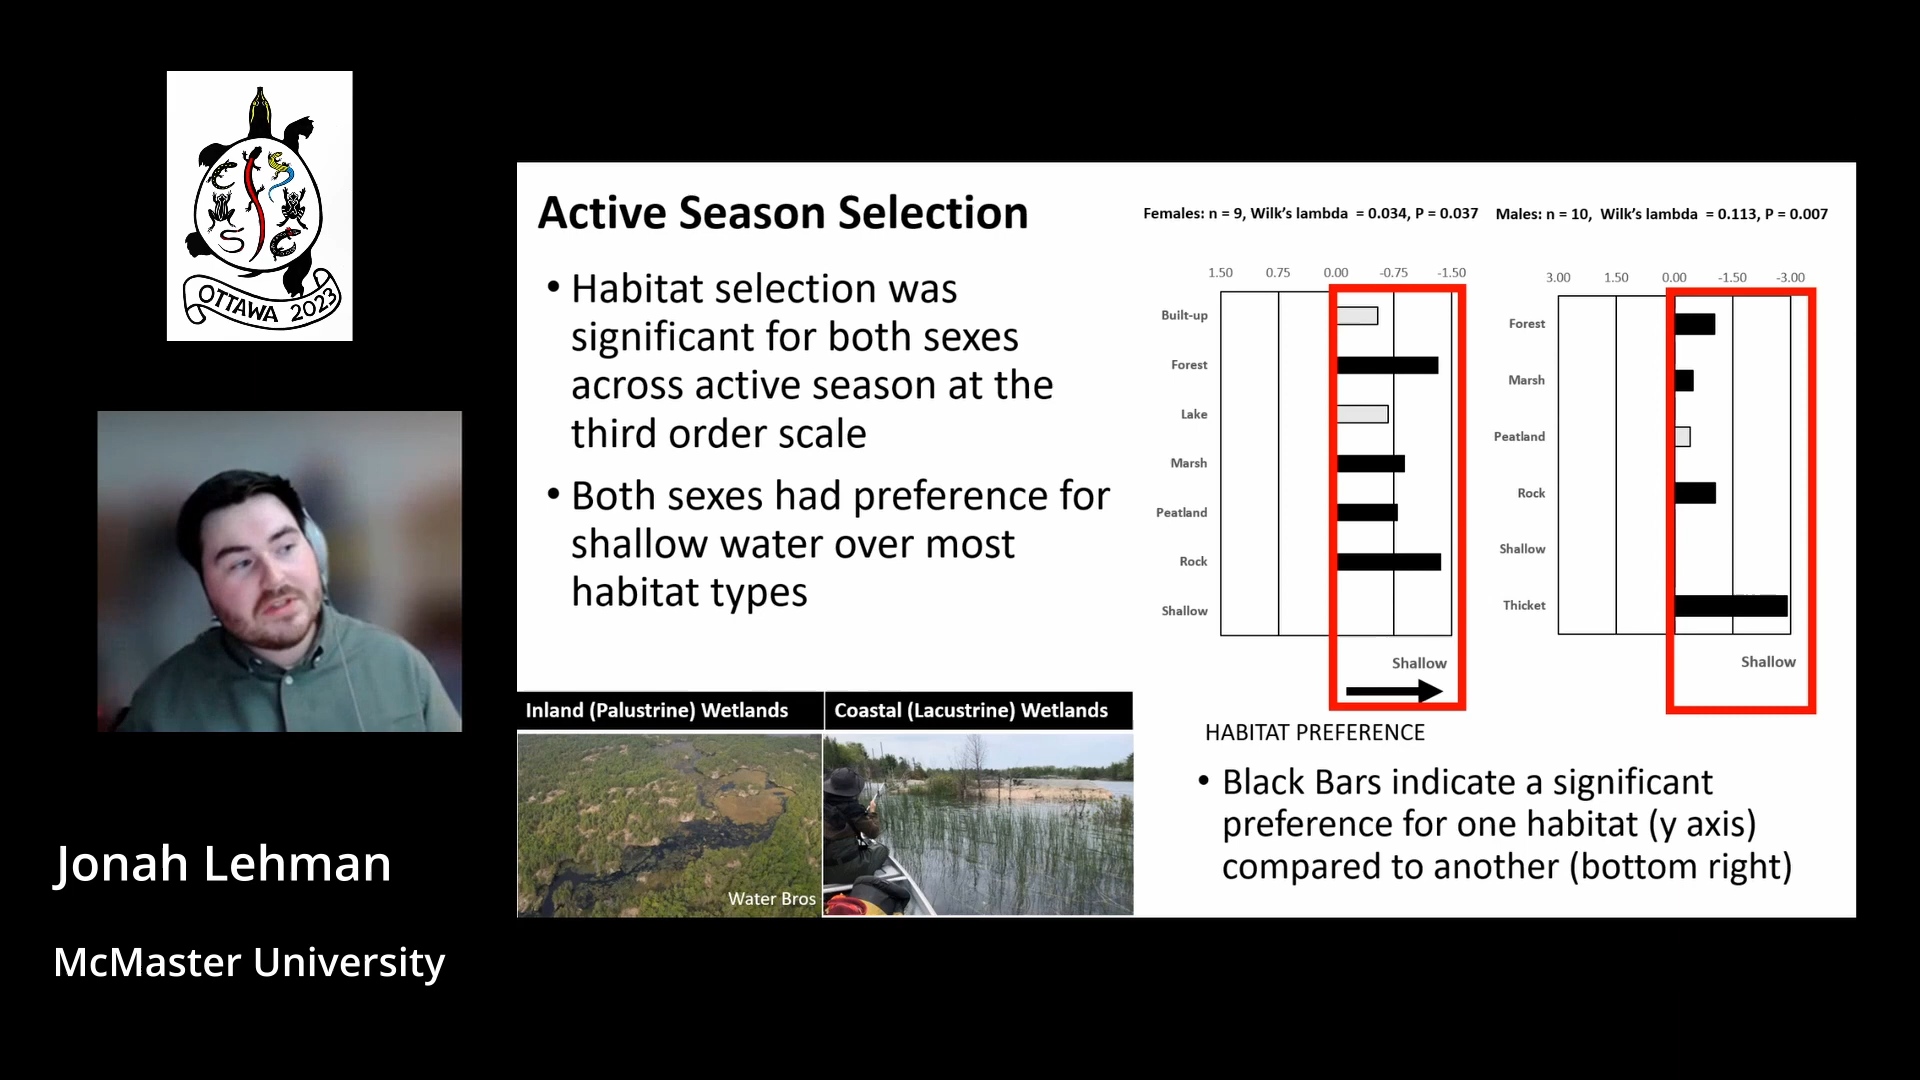 OTTAWA 2023
Jonah Lehman
McMaster University
Active Season Selection
• Habitat selection was
significant for both sexes
across active season at the
third order scale
• Both sexes had preference for
shallow water over most
habitat types
Inland (Palustrine) Wetlands
Coastal (Lacustrine) Wetlands
Water Bros
Females: n = 9, Wilk’s lambda = 0.034, P = 0.037
1.50 0.75 0.00 -0.75 -1.50
Built-up
Forest
Lake
Marsh
Peatland
Rock
Shallow
Shallow
Males: n = 10, Wilk’s lambda = 0.113, P = 0.007
3.00 1.50 0.00 -1.50 -3.00
Forest
Marsh
Peatland
Rock
Shallow
Thicket
Shallow
HABITAT PREFERENCE
• Black Bars indicate a significant
preference for one habitat (y axis)
compared to another (bottom right)